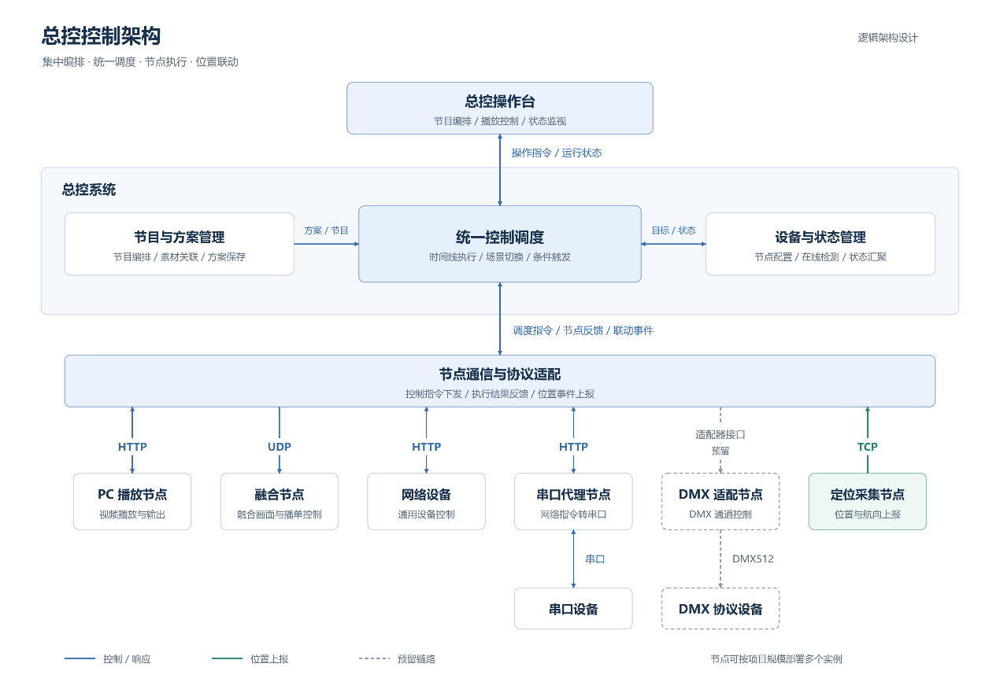 总控控制架构
逻辑架构设计
集中编排 · 统一调度 · 节点执行 · 位置联动
总控操作台
节目编排 / 播放控制 / 状态监视
操作指令 / 运行状态
总控系统
节目与方案管理
节目编排 / 素材关联 / 方案保存
方案 / 节目
统一控制调度
时间线执行 / 场景切换 / 条件触发
目标 / 状态
设备与状态管理
节点配置 / 在线检测 / 状态汇聚
调度指令 / 节点反馈 / 联动事件
节点通信与协议适配
控制指令下发 / 执行结果反馈 / 位置事件上报
HTTP
UDP
HTTP
HTTP
适配器接口
预留
TCP
PC 播放节点
视频播放与输出
融合节点
融合画面与播单控制
网络设备
通用设备控制
串口代理节点
网络指令转串口
DMX 适配节点
DMX 通道控制
定位采集节点
位置与航向上报
串口
DMX512
串口设备
DMX 协议设备
控制 / 响应
位置上报
预留链路
节点可按项目规模部署多个实例